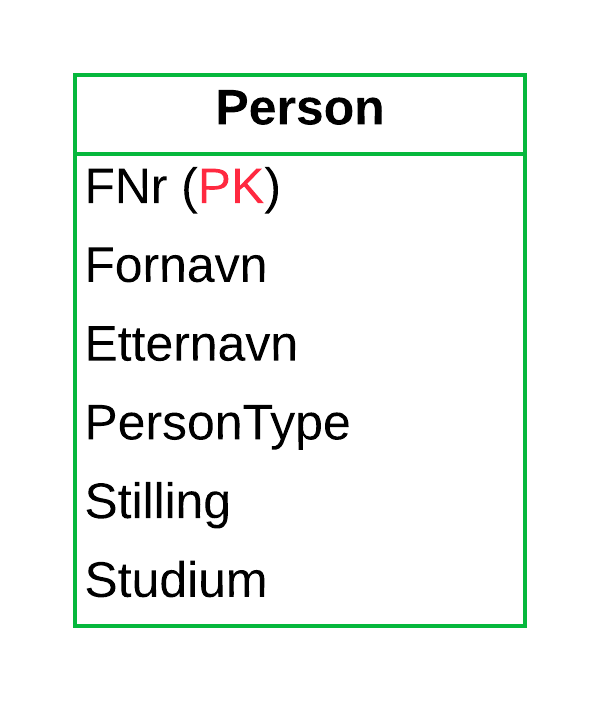 Person
FNr (PK)
Fornavn
Etternavn
PersonType
Stilling
Studium